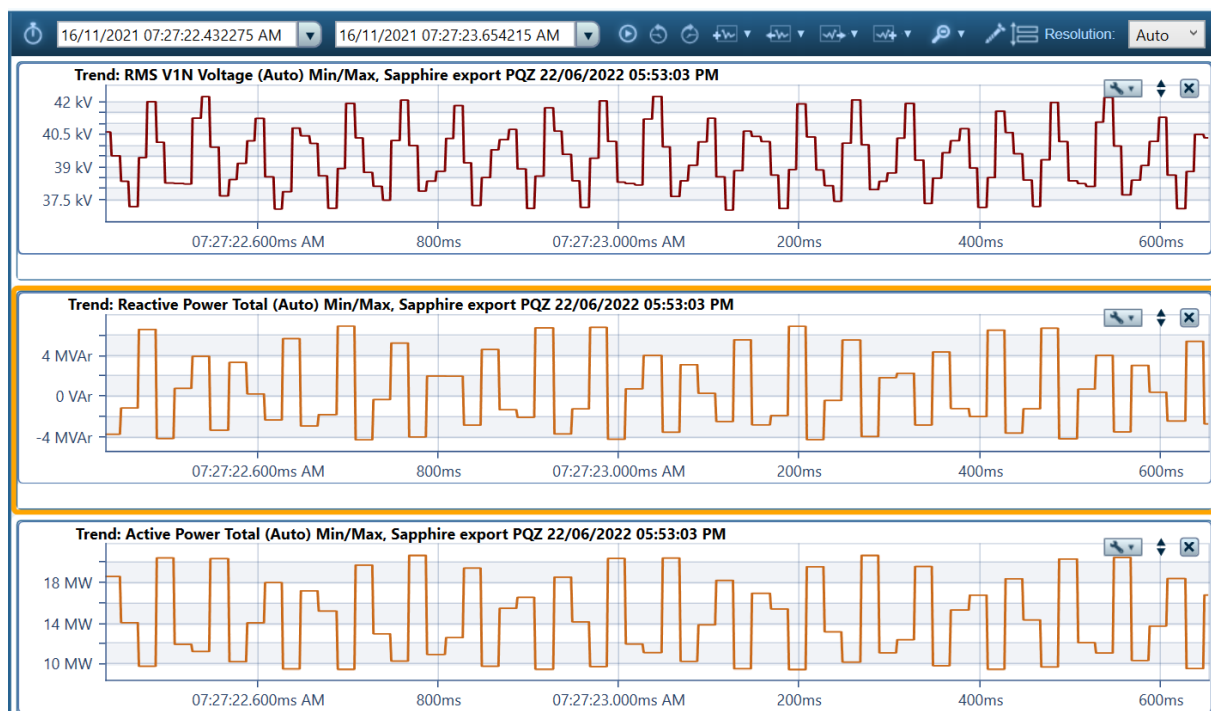 16/11/2021 07:27:22.432275 AM 16/11/2021 07:27:23.654215 AM Resolution: Auto
Trend: RMS V1N Voltage (Auto) Min/Max, Sapphire export PQZ 22/06/2022 05:53:03 PM
42 kV
40.5 kV
39 kV
37.5 kV
07:27:22.600ms AM 800ms 07:27:23.000ms AM 200ms 400ms 600ms
Trend: Reactive Power Total (Auto) Min/Max, Sapphire export PQZ 22/06/2022 05:53:03 PM
4 MVAr
0 VAr
-4 MVAr
07:27:22.600ms AM 800ms 07:27:23.000ms AM 200ms 400ms 600ms
Trend: Active Power Total (Auto) Min/Max, Sapphire export PQZ 22/06/2022 05:53:03 PM
18 MW
14 MW
10 MW
07:27:22.600ms AM 800ms 07:27:23.000ms AM 200ms 400ms 600ms